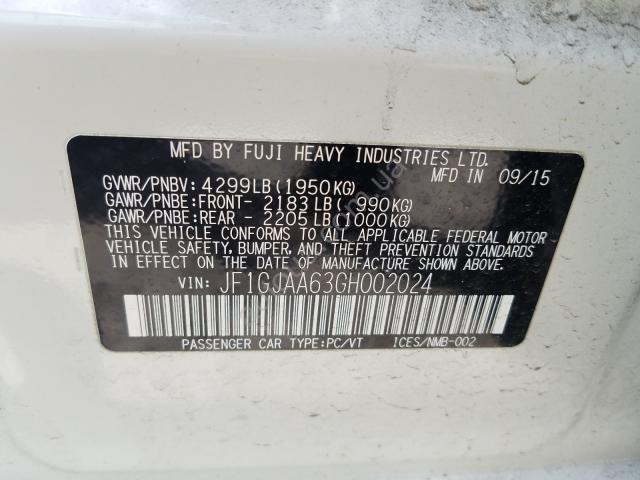 MFD BY FUJI HEAVY INDUSTRIES LTD.
MFD IN 09/15
GVWR/PNBV: 4299LB (1950KG)
GAWR/PNBE: FRONT- 2183LB ( 990KG)
GAWR/PNBE: REAR - 2205LB (1000KG)
THIS VEHICLE CONFORMS TO ALL APPLICABLE FEDERAL MOTOR
VEHICLE SAFETY, BUMPER, AND THEFT PREVENTION STANDARDS
IN EFFECT ON THE DATE OF MANUFACTURE SHOWN ABOVE.
VIN: JF1GJAA63GH002024
PASSENGER CAR TYPE:PC/VT ICES/NMB-002